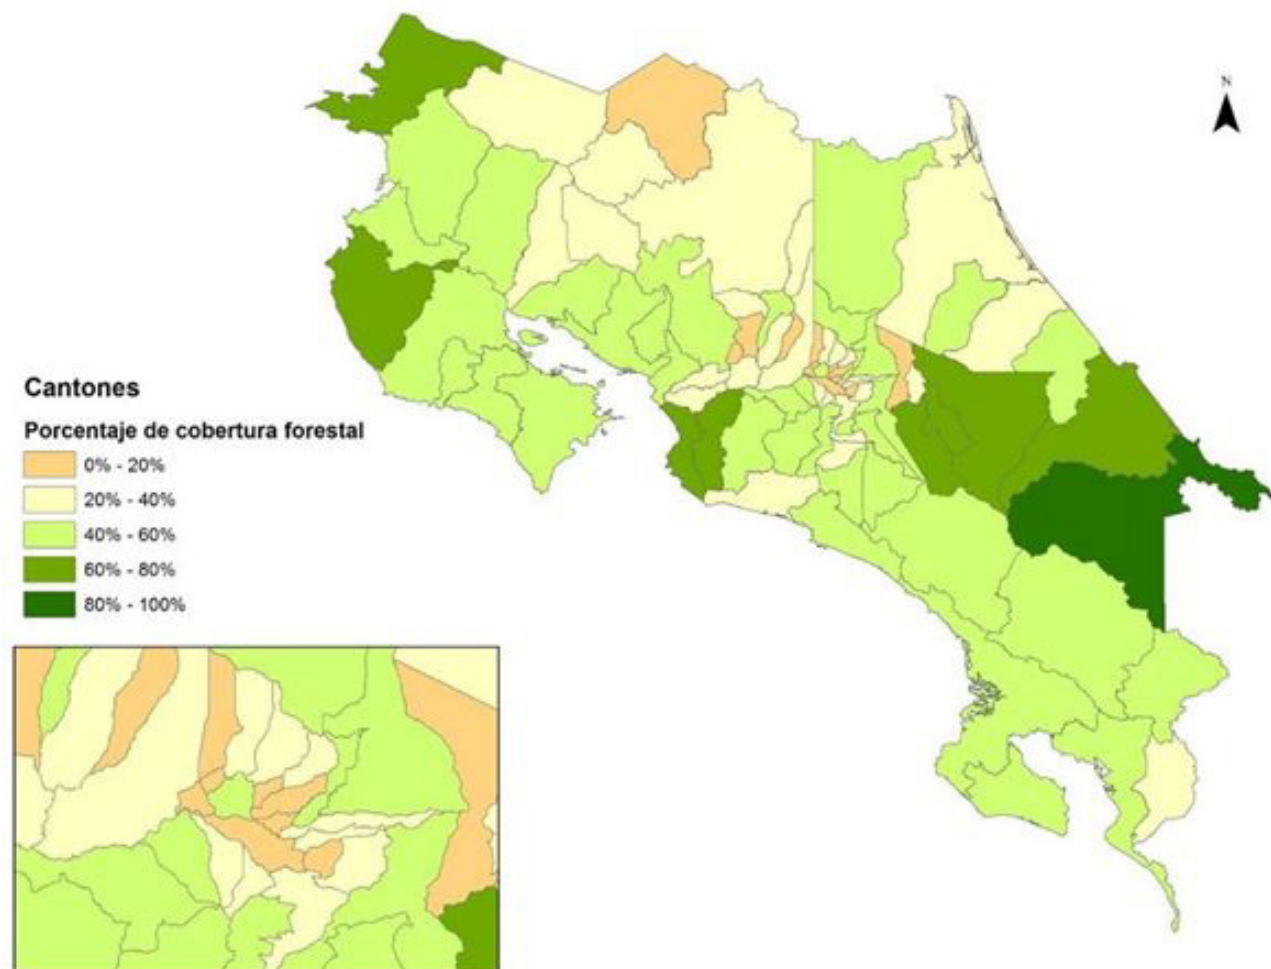 N
Cantones
Porcentaje de cobertura forestal
0% - 20%
20% - 40%
40% - 60%
60% - 80%
80% - 100%